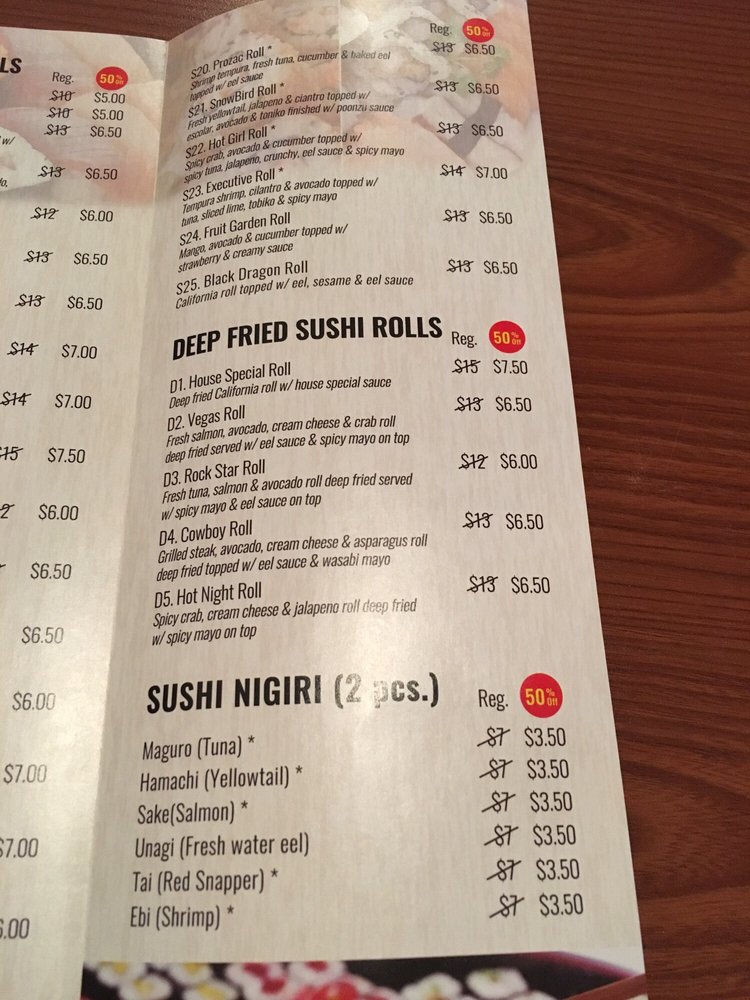 LS
Reg. 50% Off
$10 $5.00
$10 $5.00
$13 $6.50
w/
$13 $6.50
$12 $6.00
$13 $6.50
$13 $6.50
$14 $7.00
$14 $7.00
$15 $7.50
$6.00
$6.50
$6.50
$6.00
$7.00
$7.00
Reg. 50% Off
S20. Prozac Roll * $13 $6.50
Shrimp tempura, fresh tuna, cucumber & baked eel
topped w/ eel sauce
S21. SnowBird Roll * $13 $6.50
Fresh yellowtail, jalapeno & ciantro topped w/
escolar, avocado & toniko finished w/ poonzu sauce
S22. Hot Girl Roll * $13 $6.50
Spicy crab, avocado & cucumber topped w/
spicy tuna, jalapeño, crunchy, eel sauce & spicy mayo
S23. Executive Roll * $14 $7.00
Tempura shrimp, cilantro & avocado topped w/
tuna, sliced lime, tobiko & spicy mayo
S24. Fruit Garden Roll $13 $6.50
Mango, avocado & cucumber topped w/
strawberry & creamy sauce
S25. Black Dragon Roll $13 $6.50
California roll topped w/ eel, sesame & eel sauce
DEEP FRIED SUSHI ROLLS Reg. 50% Off
D1. House Special Roll $15 $7.50
Deep fried California roll w/ house special sauce
D2. Vegas Roll $13 $6.50
Fresh salmon, avocado, cream cheese & crab roll
deep fried served w/ eel sauce & spicy mayo on top
D3. Rock Star Roll $12 $6.00
Fresh tuna, salmon & avocado roll deep fried served
w/ spicy mayo & eel sauce on top
D4. Cowboy Roll $13 $6.50
Grilled steak, avocado, cream cheese & asparagus roll
deep fried topped w/ eel sauce & wasabi mayo
D5. Hot Night Roll $13 $6.50
Spicy crab, cream cheese & jalapeno roll deep fried
w/ spicy mayo on top
SUSHI NIGIRI (2 pcs.) Reg. 50% Off
Maguro (Tuna) * $7 $3.50
Hamachi (Yellowtail) * $7 $3.50
Sake(Salmon) * $7 $3.50
Unagi (Fresh water eel) $7 $3.50
Tai (Red Snapper) * $7 $3.50
Ebi (Shrimp) * $7 $3.50